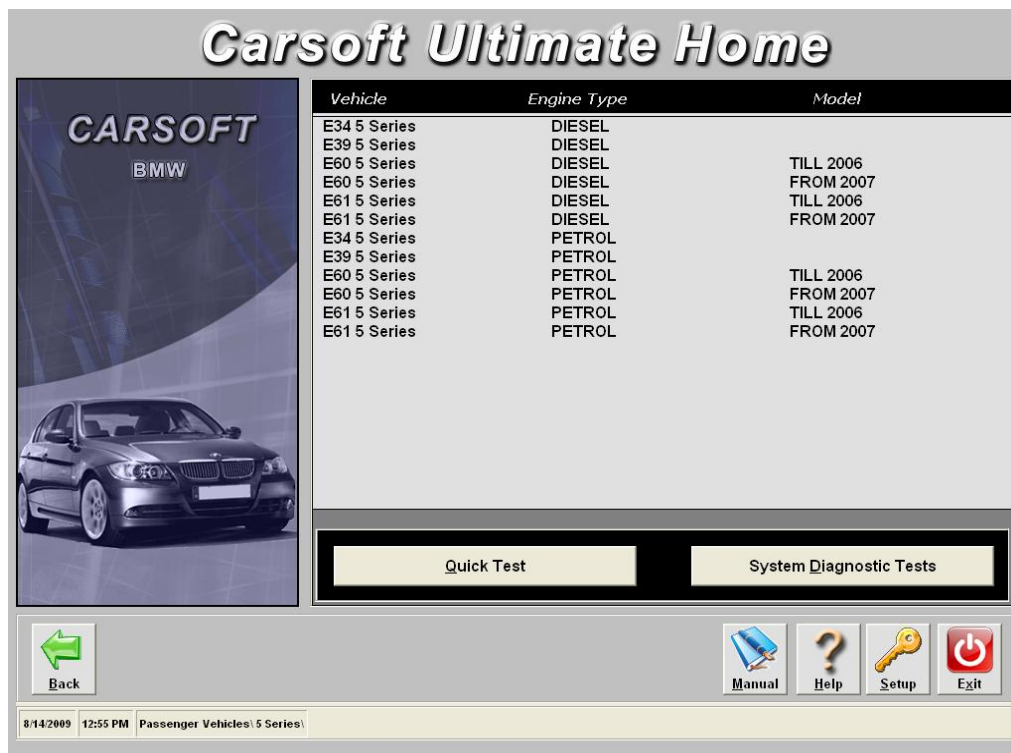 Carsoft Ultimate Home
CARSOFT
BMW
Vehicle Engine Type Model
E34 5 Series DIESEL
E39 5 Series DIESEL
E60 5 Series DIESEL TILL 2006
E60 5 Series DIESEL FROM 2007
E61 5 Series DIESEL TILL 2006
E61 5 Series DIESEL FROM 2007
E34 5 Series PETROL
E39 5 Series PETROL
E60 5 Series PETROL TILL 2006
E60 5 Series PETROL FROM 2007
E61 5 Series PETROL TILL 2006
E61 5 Series PETROL FROM 2007
Quick Test System Diagnostic Tests
Back Manual Help Setup Exit
8/14/2009 12:55 PM Passenger Vehicles\ 5 Series\